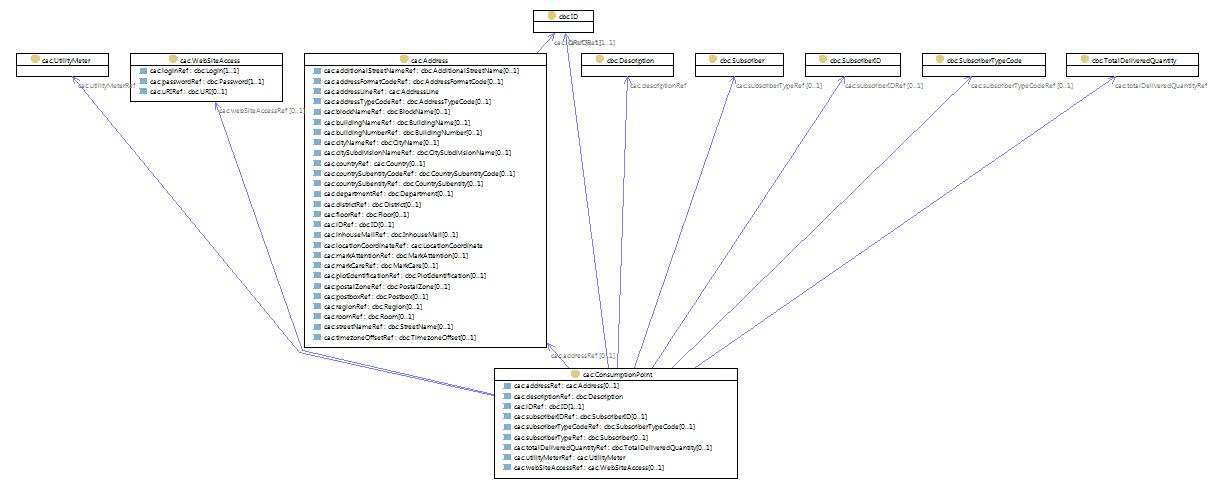 cbc:ID
cac:UtilityMeter
cac:utilityMeterRef
cac:WebSiteAccess
cac:loginRef : cbc:Login[1..1]
cac:passwordRef : cbc:Password[1..1]
cac:URIRef : cbc:URI[0..1]
cac:webSiteAccessRef [0..1]
cac:Address
cac:additionalStreetNameRef : cbc:AdditionalStreetName[0..1]
cac:addressFormatCodeRef : cbc:AddressFormatCode[0..1]
cac:addressLineRef : cac:AddressLine
cac:addressTypeCodeRef : cbc:AddressTypeCode[0..1]
cac:blockNameRef : cbc:BlockName[0..1]
cac:buildingNameRef : cbc:BuildingName[0..1]
cac:buildingNumberRef : cbc:BuildingNumber[0..1]
cac:cityNameRef : cbc:CityName[0..1]
cac:citySubdivisionNameRef : cbc:CitySubdivisionName[0..1]
cac:countryRef : cac:Country[0..1]
cac:countrySubentityCodeRef : cbc:CountrySubentityCode[0..1]
cac:countrySubentityRef : cbc:CountrySubentity[0..1]
cac:departmentRef : cbc:Department[0..1]
cac:districtRef : cbc:District[0..1]
cac:floorRef : cbc:Floor[0..1]
cac:IDRef : cbc:ID[0..1]
cac:inhouseMailRef : cbc:InhouseMail[0..1]
cac:locationCoordinateRef : cac:LocationCoordinate
cac:markAttentionRef : cbc:MarkAttention[0..1]
cac:markCareRef : cbc:MarkCare[0..1]
cac:plotIdentificationRef : cbc:PlotIdentification[0..1]
cac:postalZoneRef : cbc:PostalZone[0..1]
cac:postboxRef : cbc:Postbox[0..1]
cac:regionRef : cbc:Region[0..1]
cac:roomRef : cbc:Room[0..1]
cac:streetNameRef : cbc:StreetName[0..1]
cac:timezoneOffsetRef : cbc:TimezoneOffset[0..1]
cac:addressRef [0..1]
cbc:Description
cac:descriptionRef
cbc:Subscriber
cac:subscriberTypeRef [0..1]
cbc:SubscriberID
cac:subscriberIDRef [0..1]
cbc:SubscriberTypeCode
cac:subscriberTypeCodeRef [0..1]
cbc:TotalDeliveredQuantity
cac:totalDeliveredQuantityRef
cac:ConsumptionPoint
cac:addressRef : cac:Address[0..1]
cac:descriptionRef : cbc:Description
cac:IDRef : cbc:ID[1..1]
cac:subscriberIDRef : cbc:SubscriberID[0..1]
cac:subscriberTypeCodeRef : cbc:SubscriberTypeCode[0..1]
cac:subscriberTypeRef : cbc:Subscriber[0..1]
cac:totalDeliveredQuantityRef : cbc:TotalDeliveredQuantity[0..1]
cac:utilityMeterRef : cac:UtilityMeter
cac:webSiteAccessRef : cac:WebSiteAccess[0..1]